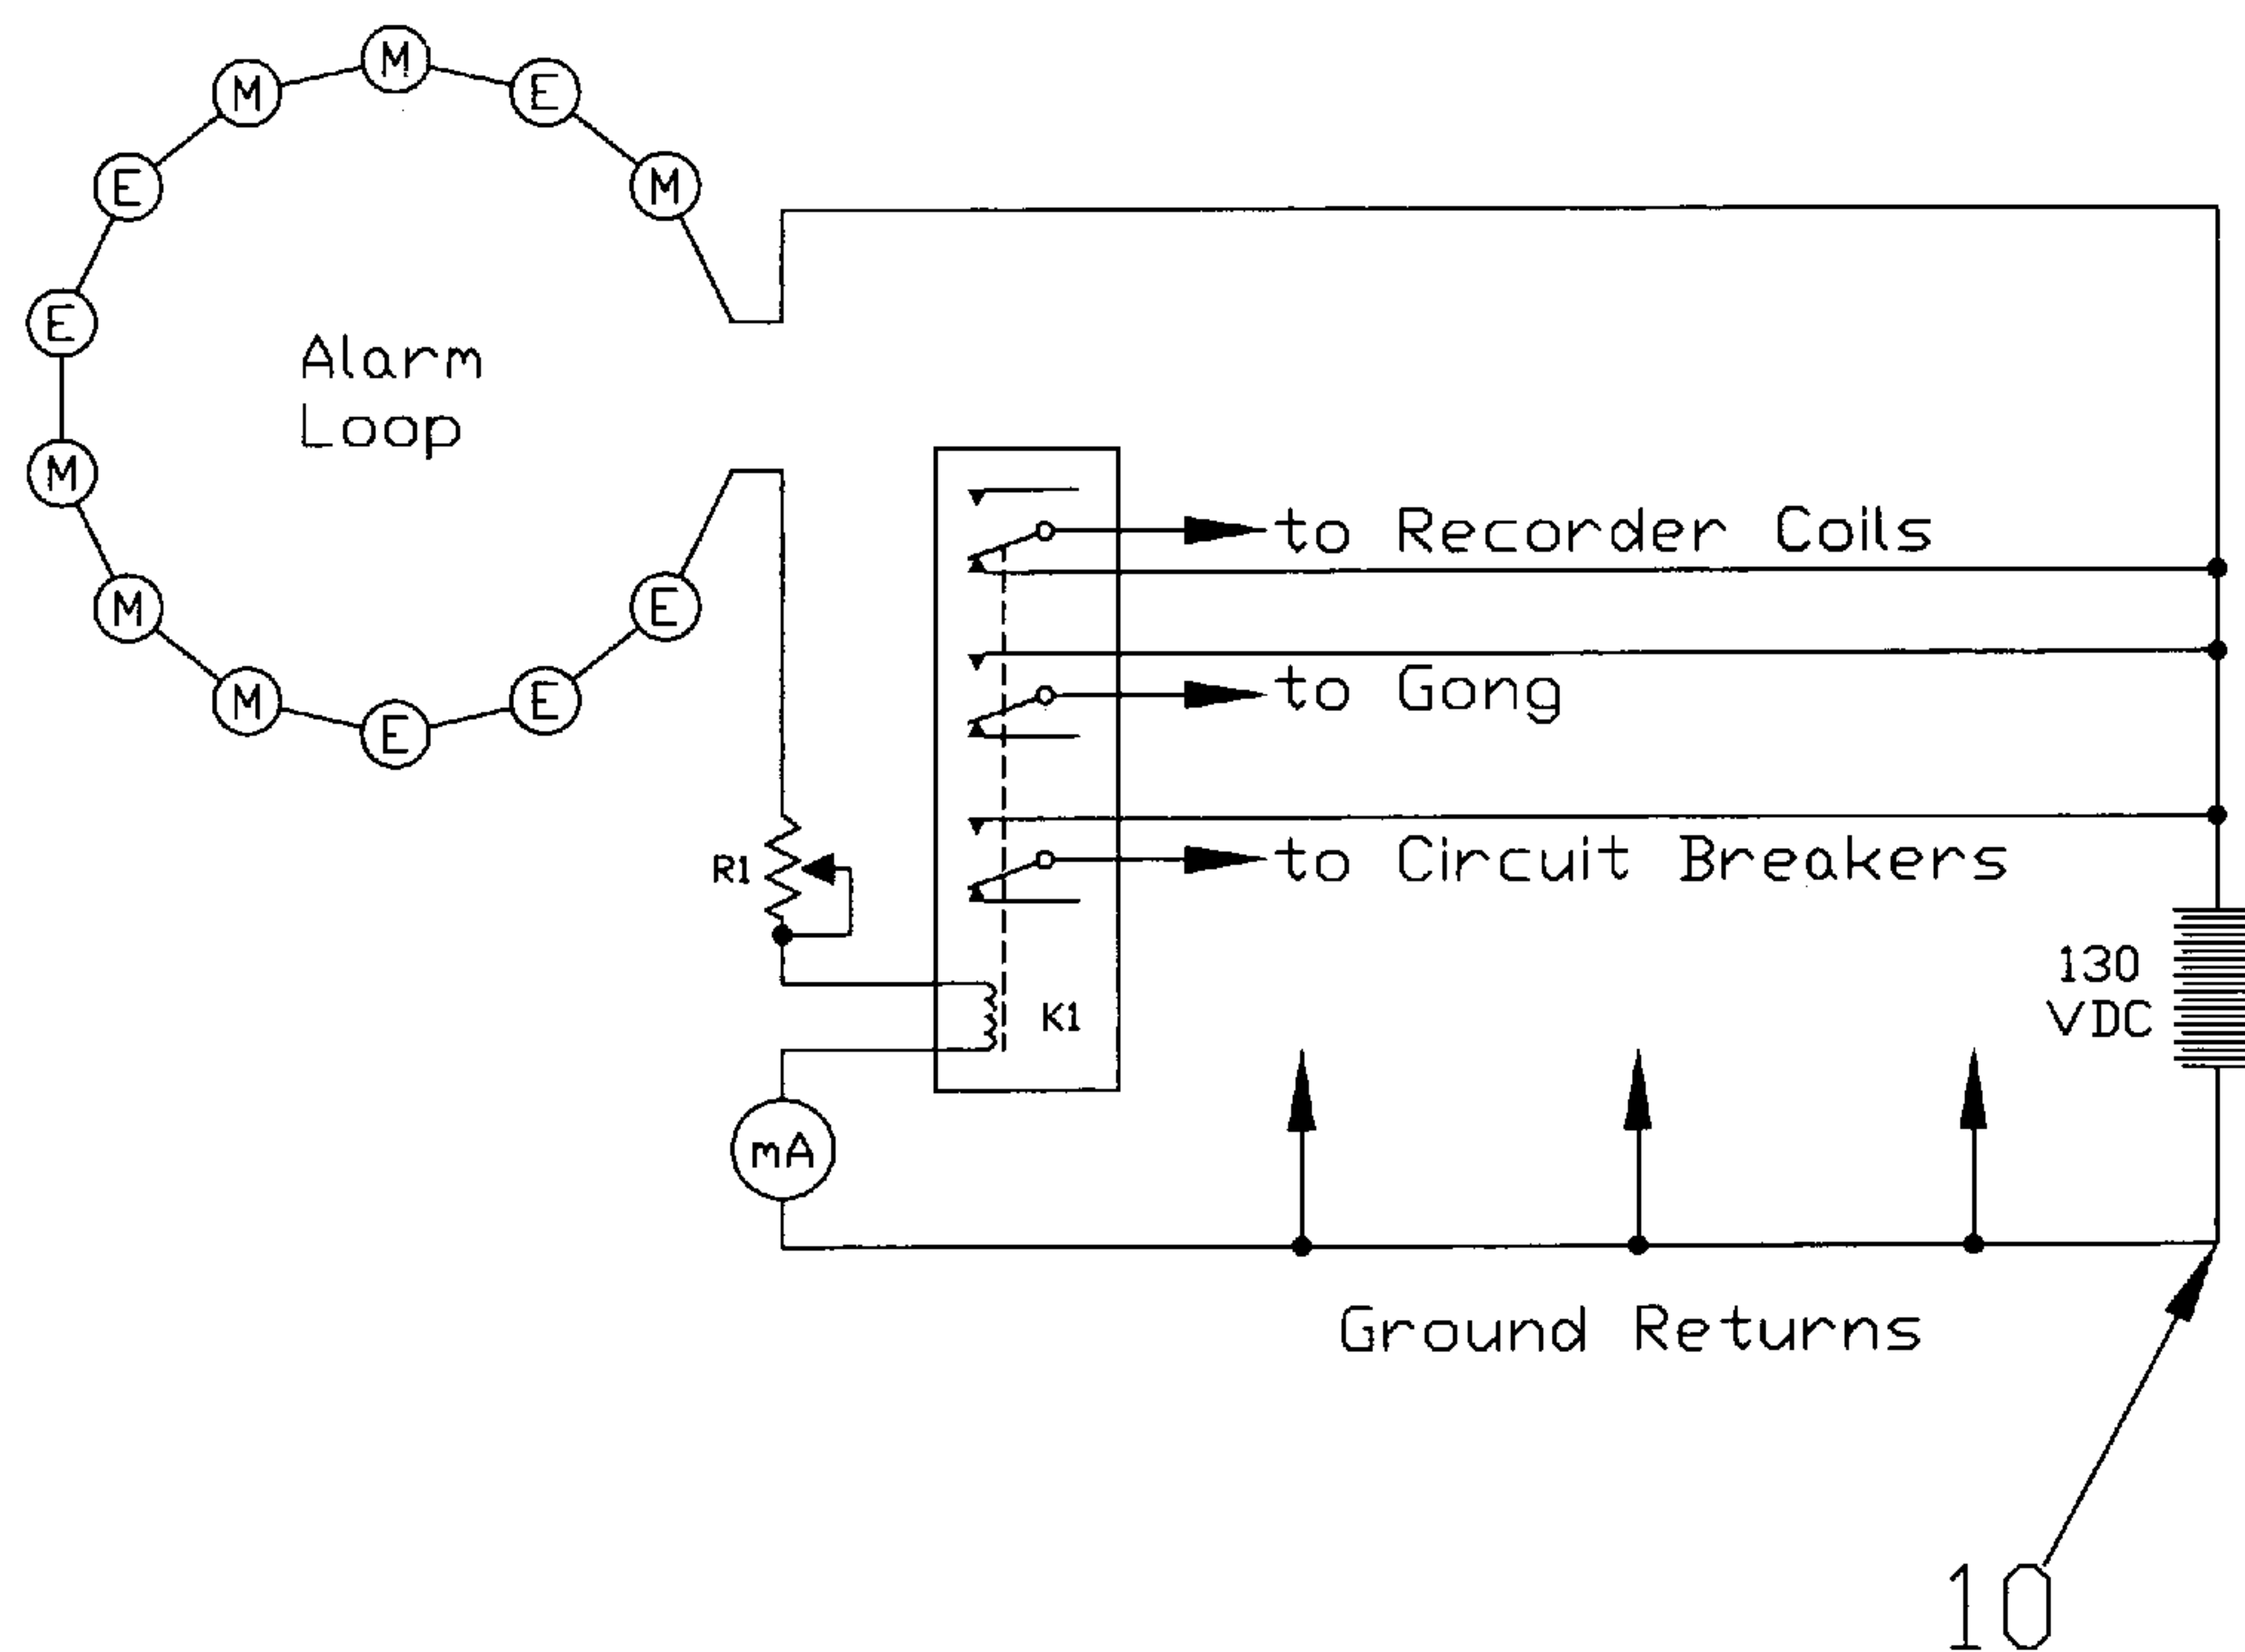 M
M
E
M
E
M
E
Alarm
Loop
M
to Recorder Coils
M
E
to Gong
M
E
E
R1
to Circuit Breakers
130
VDC
K1
mA
Ground Returns
10